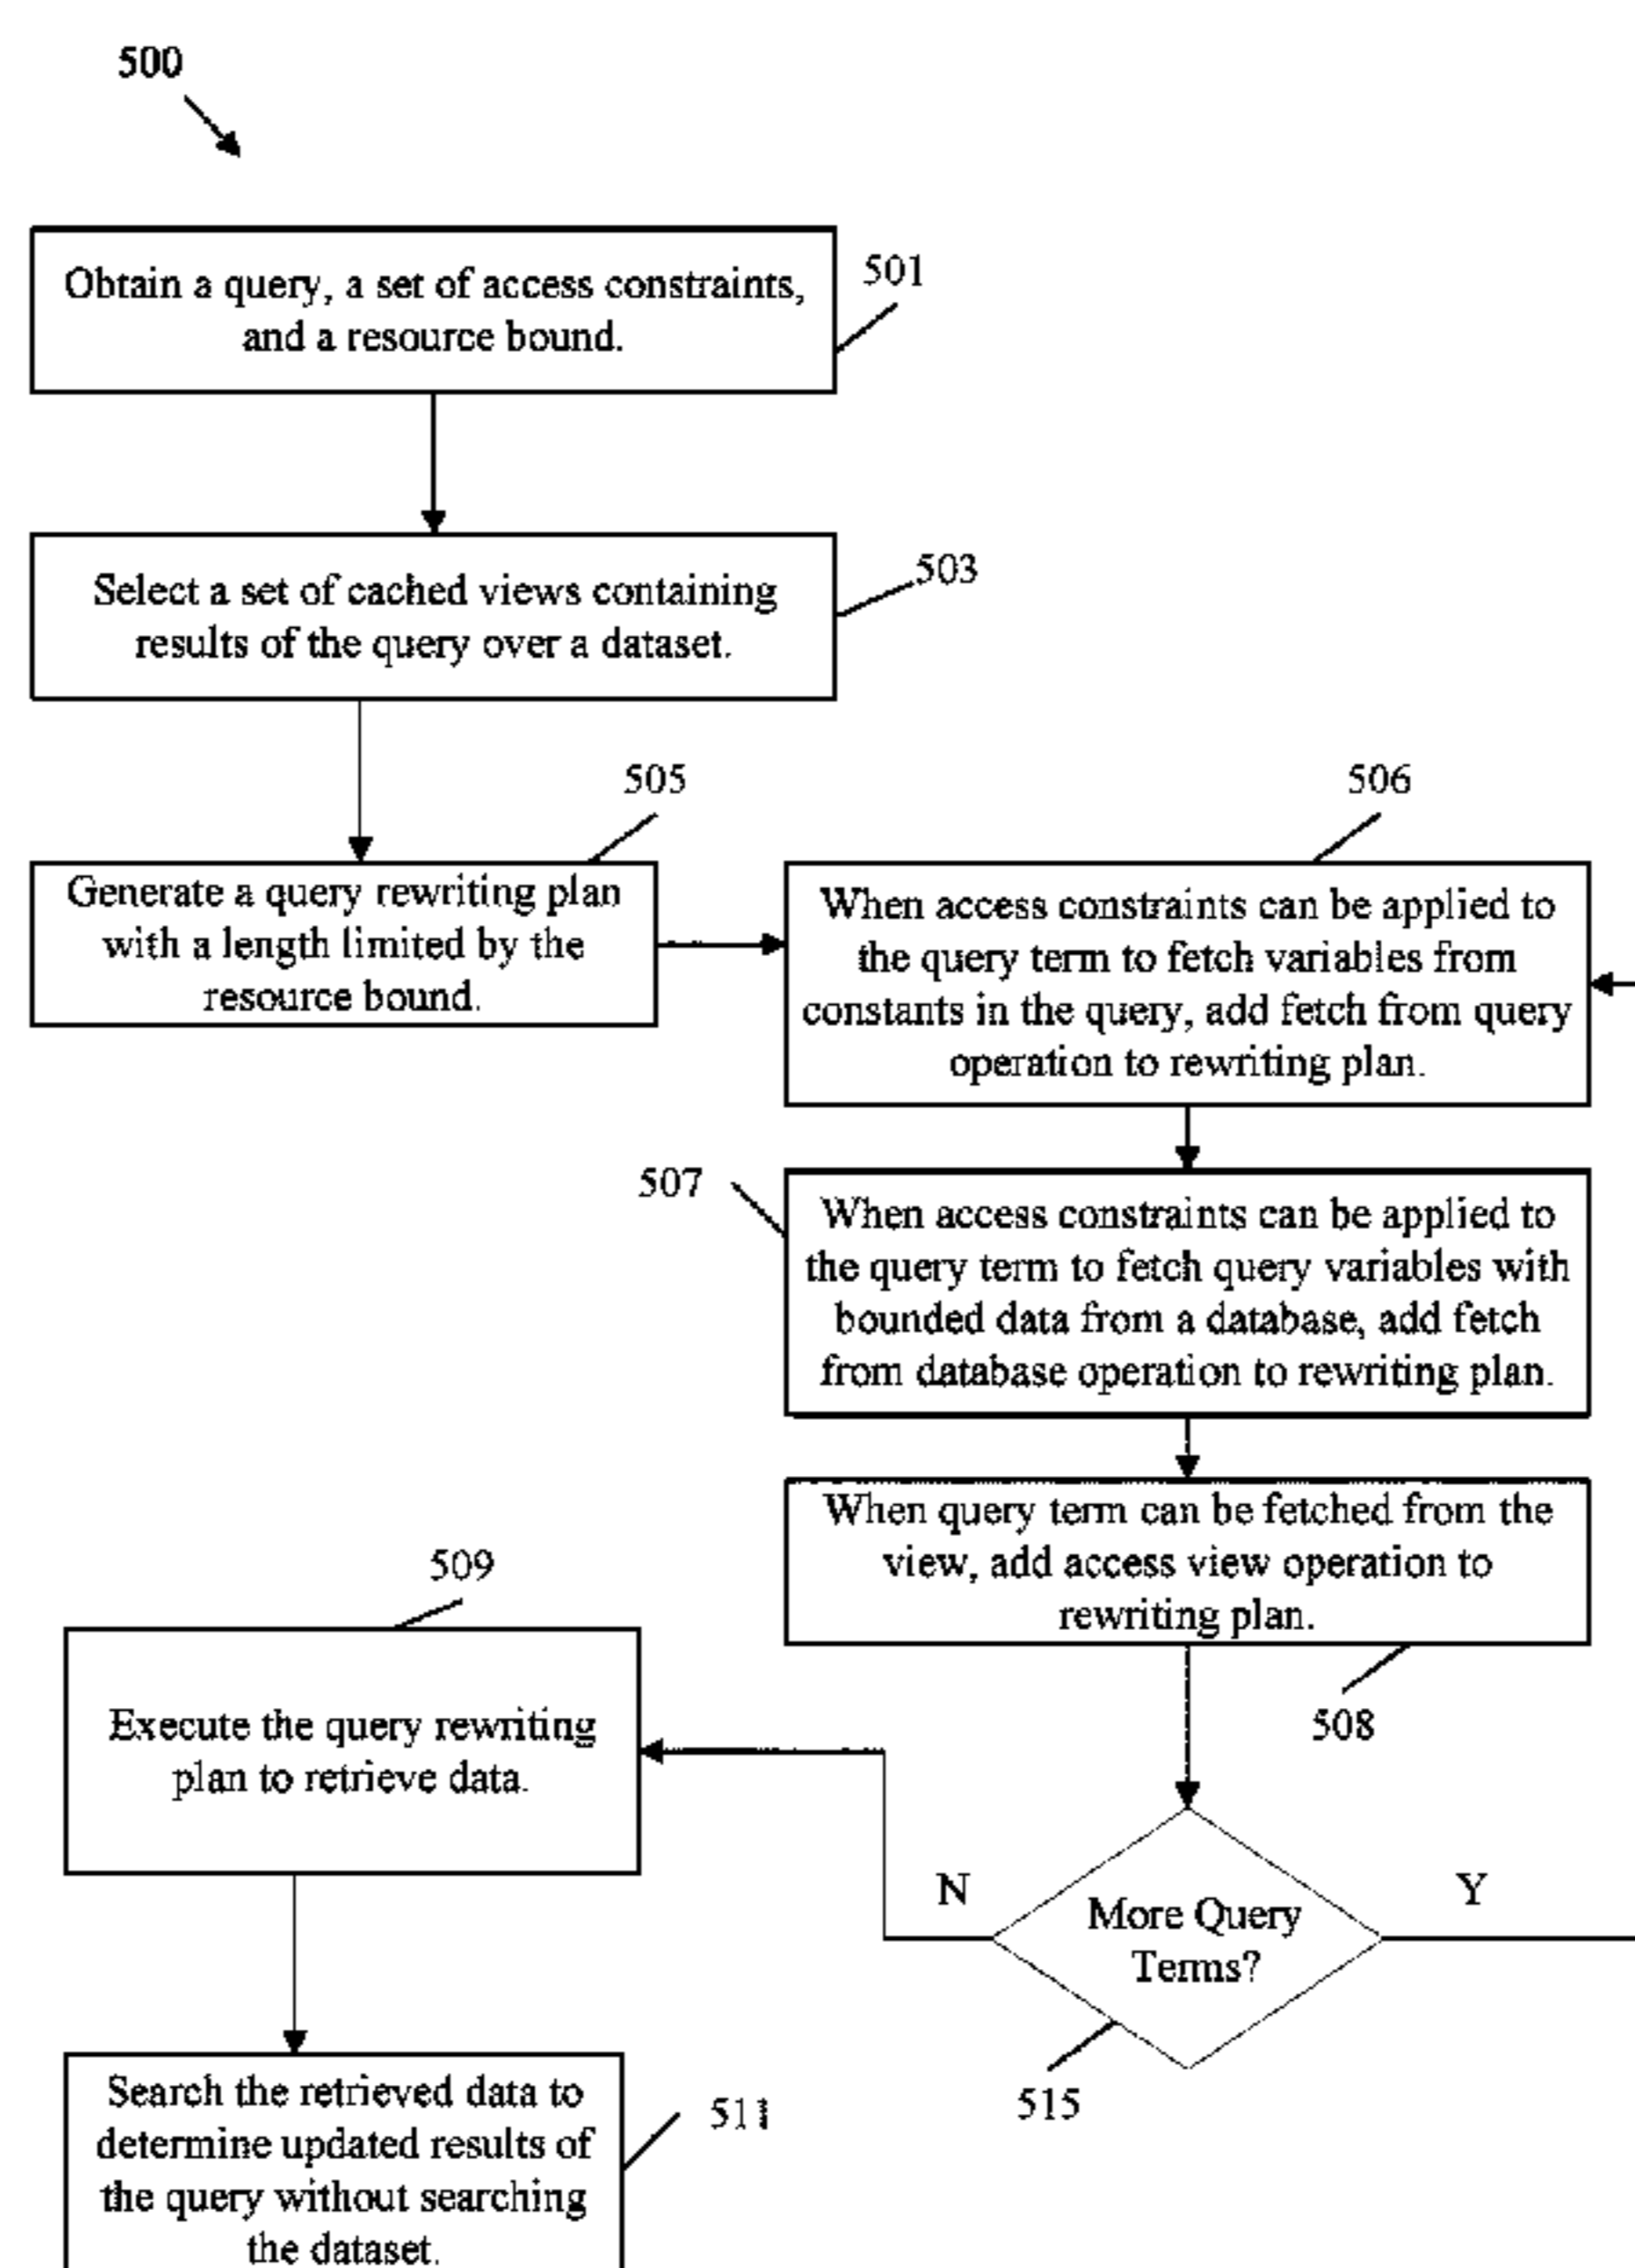 500
Obtain a query, a set of access constraints,
and a resource bound.
501
Select a set of cached views containing
results of the query over a dataset.
503
505
Generate a query rewriting plan
with a length limited by the
resource bound.
506
When access constraints can be applied to
the query term to fetch variables from
constants in the query, add fetch from query
operation to rewriting plan.
507
When access constraints can be applied to
the query term to fetch query variables with
bounded data from a database, add fetch
from database operation to rewriting plan.
When query term can be fetched from the
view, add access view operation to
rewriting plan.
508
509
Execute the query rewriting
plan to retrieve data.
N
More Query
Terms?
Y
515
Search the retrieved data to
determine updated results of
the query without searching
the dataset.
511